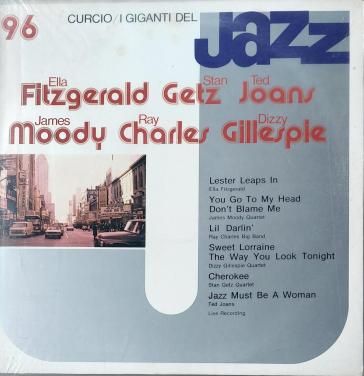 96
CURCIO/I GIGANTI DEL
Jazz
Ella Stan Ted
Fitzgerald Getz Joans
James Ray Dizzy
Moody Charles Gillespie
Lester Leaps In
Ella Fitzgerald
You Go To My Head
Don't Blame Me
James Moody Quartet
Lil Darlin'
Ray Charles Big Band
Sweet Lorraine
The Way You Look Tonight
Dizzy Gillespie Quartet
Cherokee
Stan Getz Quartet
Jazz Must Be A Woman
Ted Joans
Live Recording